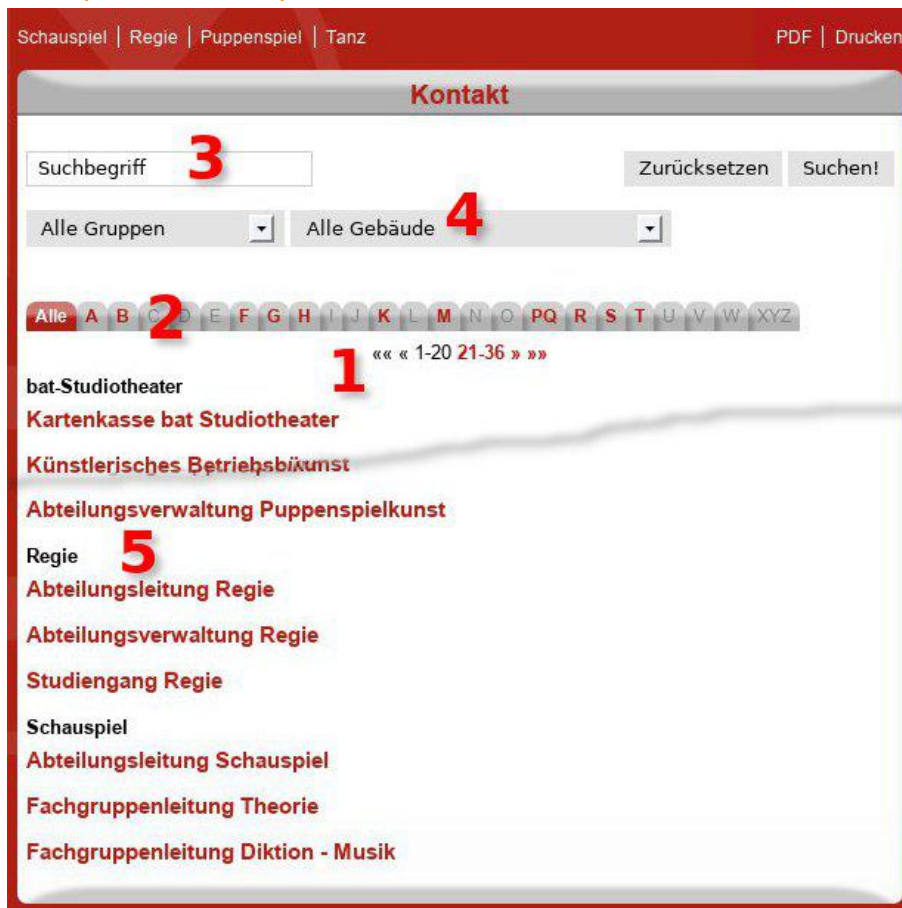 Schauspiel | Regie | Puppenspiel | Tanz PDF | Drucken
Kontakt
Suchbegriff 3 Zurücksetzen Suchen!
Alle Gruppen Alle Gebäude 4
Alle A B C D E F G H I J K L M N O PQ R S T U V W XYZ
2
«« « 1-20 21-36 » »»
1
bat-Studiotheater
Kartenkasse bat Studiotheater
Künstlerisches
Abteilungsverwaltung Puppenspielkunst
Regie 5
Abteilungsleitung Regie
Abteilungsverwaltung Regie
Studiengang Regie
Schauspiel
Abteilungsleitung Schauspiel
Fachgruppenleitung Theorie
Fachgruppenleitung Diktion - Musik